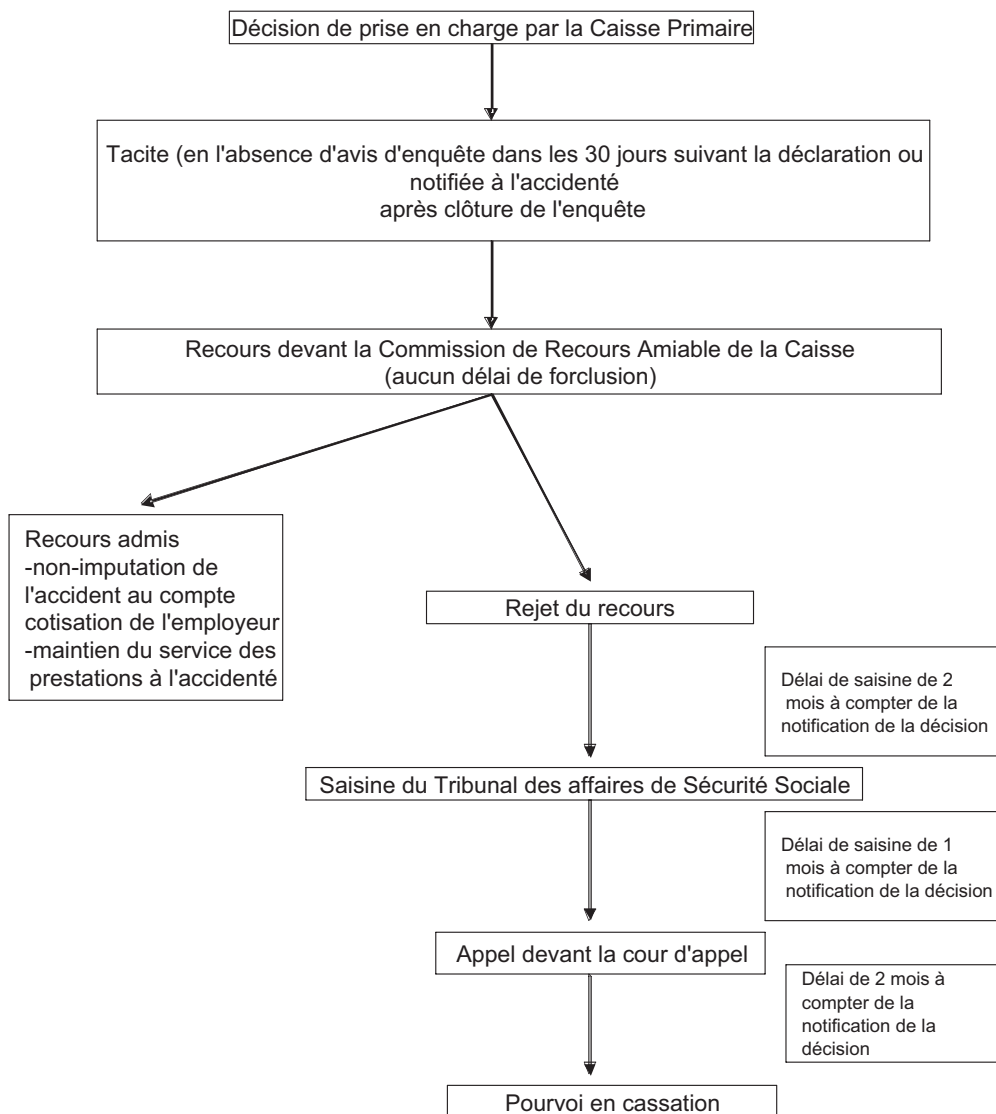 Décision de prise en charge par la Caisse Primaire
Tacite (en l'absence d'avis d'enquête dans les 30 jours suivant la déclaration ou
notifiée à l'accidenté
après clôture de l'enquête
Recours devant la Commission de Recours Amiable de la Caisse
(aucun délai de forclusion)
Recours admis
-non-imputation de
l'accident au compte
cotisation de l'employeur
-maintien du service des
prestations à l'accidenté
Rejet du recours
Délai de saisine de 2
mois à compter de la
notification de la décision
Saisine du Tribunal des affaires de Sécurité Sociale
Délai de saisine de 1
mois à compter de la
notification de la décision
Appel devant la cour d'appel
Délai de 2 mois à
compter de la
notification de la
décision
Pourvoi en cassation